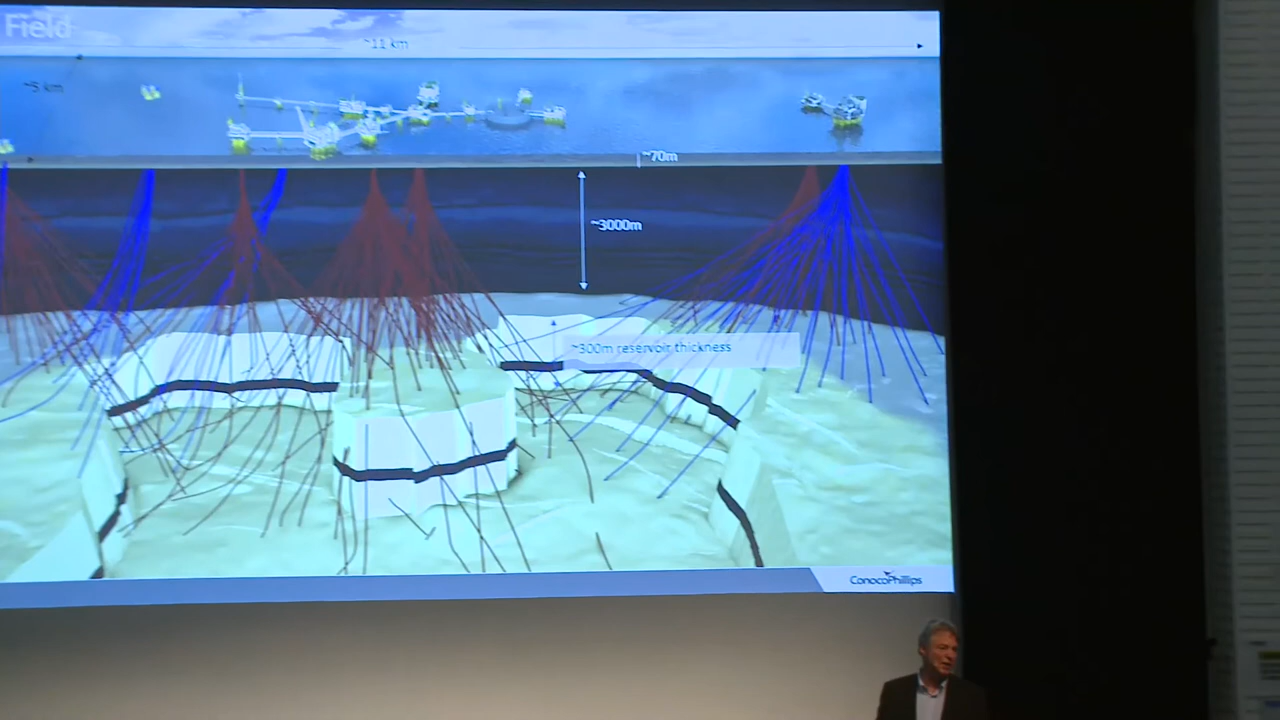 Field
~11 km
~5 km
~70m
~3000m
~300m reservoir thickness
ConocoPhillips